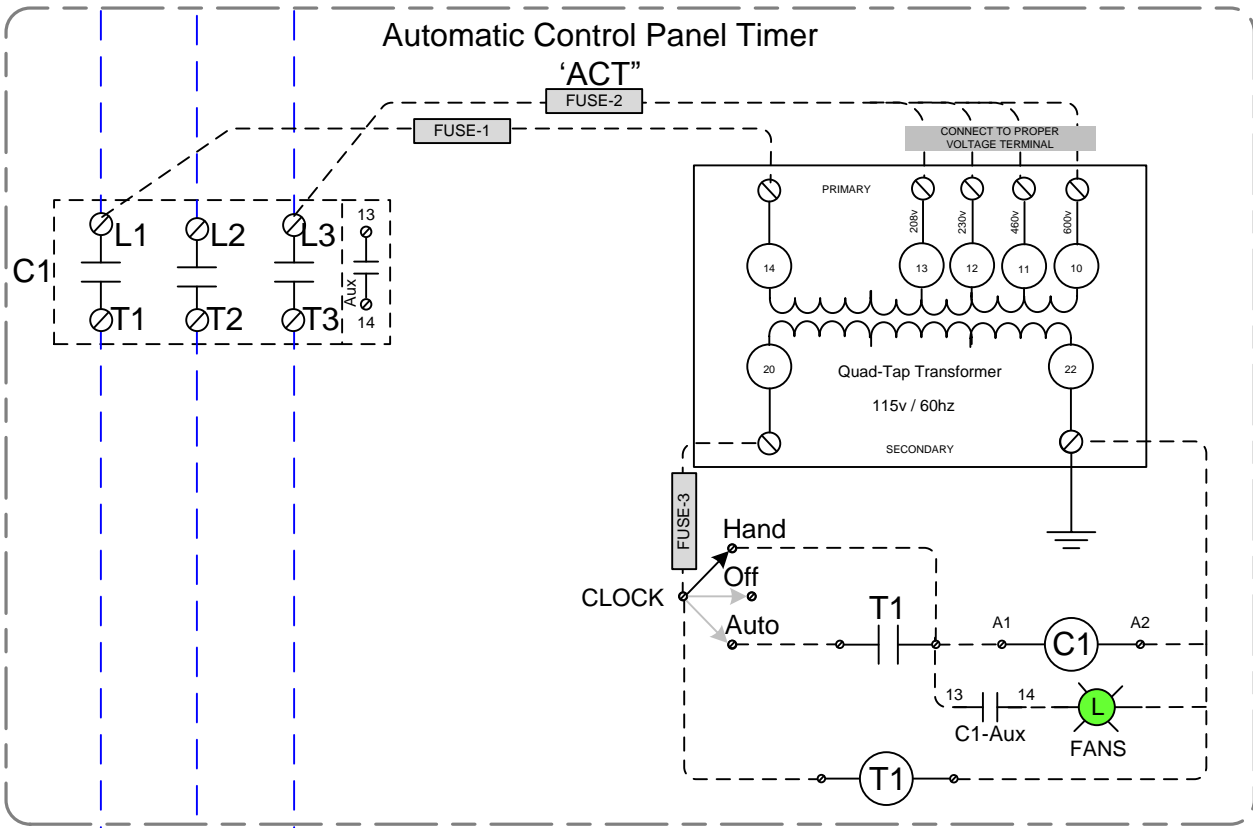 Automatic Control Panel Timer
‘ACT”
FUSE-2
FUSE-1
CONNECT TO PROPER
VOLTAGE TERMINAL
PRIMARY
208v
230v
460v
600v
14
13
12
11
10
C1
L1
L2
L3
13
Aux
14
T1
T2
T3
20
Quad-Tap Transformer
22
115v / 60hz
SECONDARY
FUSE-3
Hand
Off
CLOCK
Auto
T1
A1
C1
A2
13
14
C1-Aux
L
FANS
T1